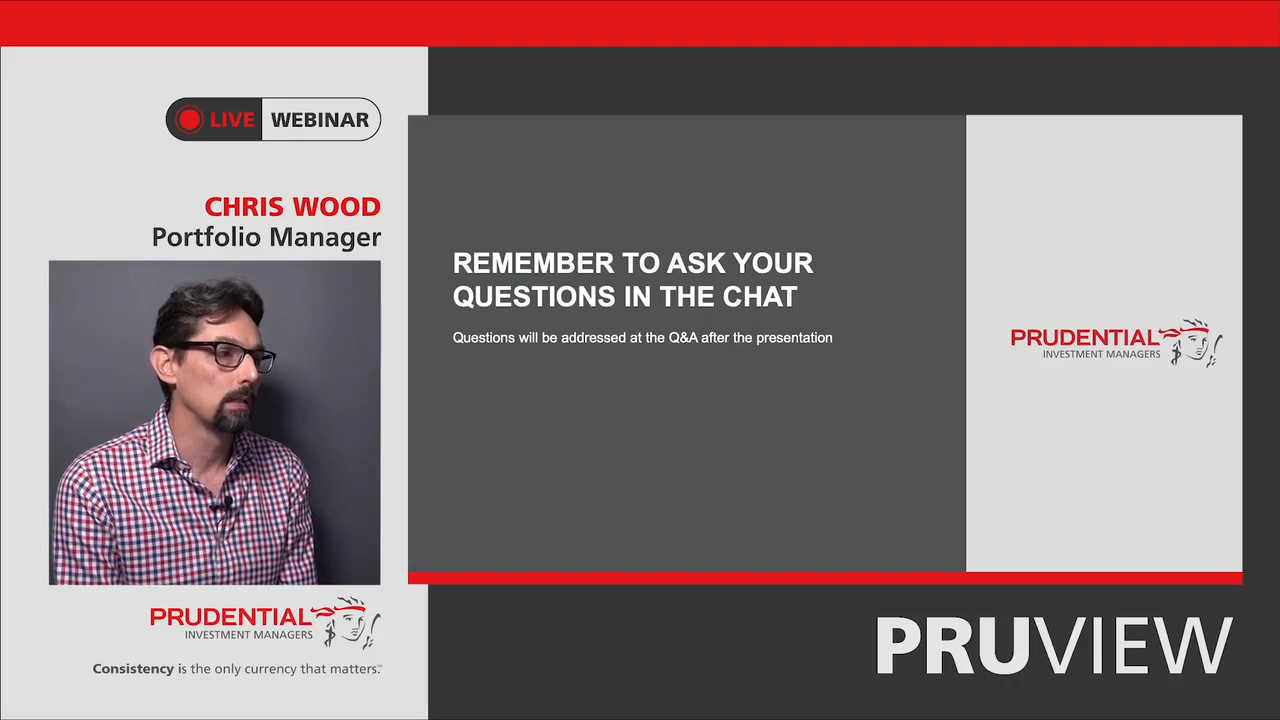 LIVE WEBINAR
CHRIS WOOD
Portfolio Manager
PRUDENTIAL
INVESTMENT MANAGERS
Consistency is the only currency that matters.™
REMEMBER TO ASK YOUR
QUESTIONS IN THE CHAT
Questions will be addressed at the Q&A after the presentation
PRUDENTIAL
INVESTMENT MANAGERS
PRUVIEW